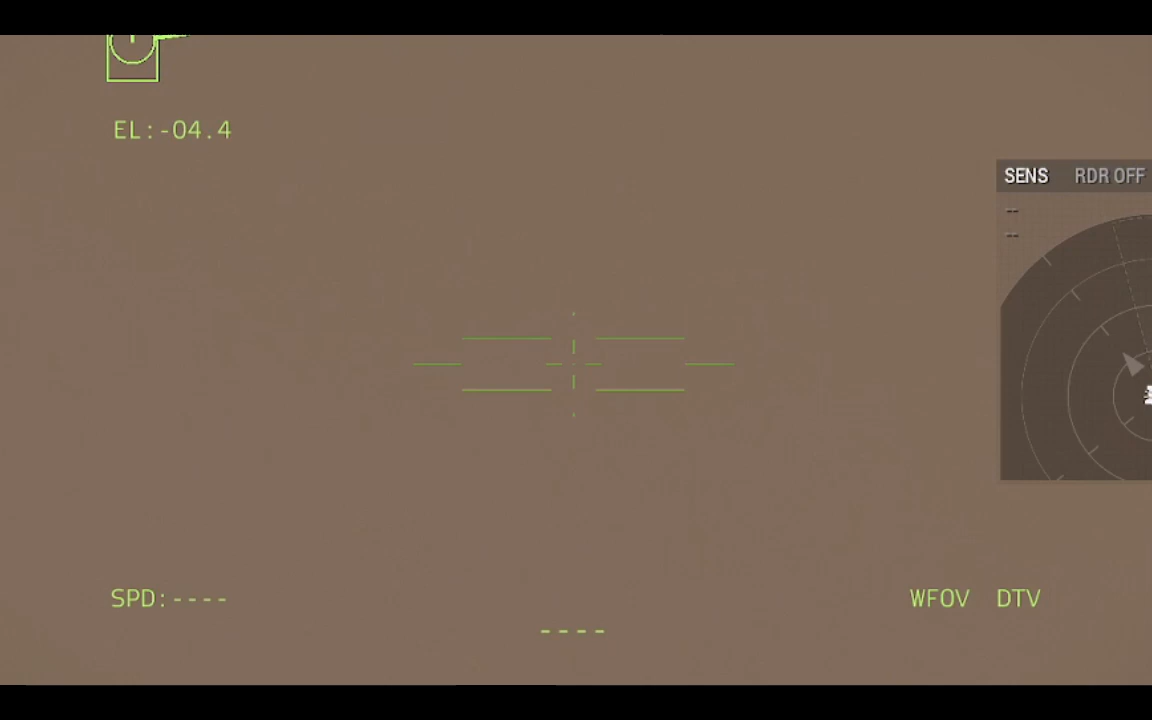 EL:-04.4
SENS RDR OFF
--
--
SPD:----
WFOV DTV
----